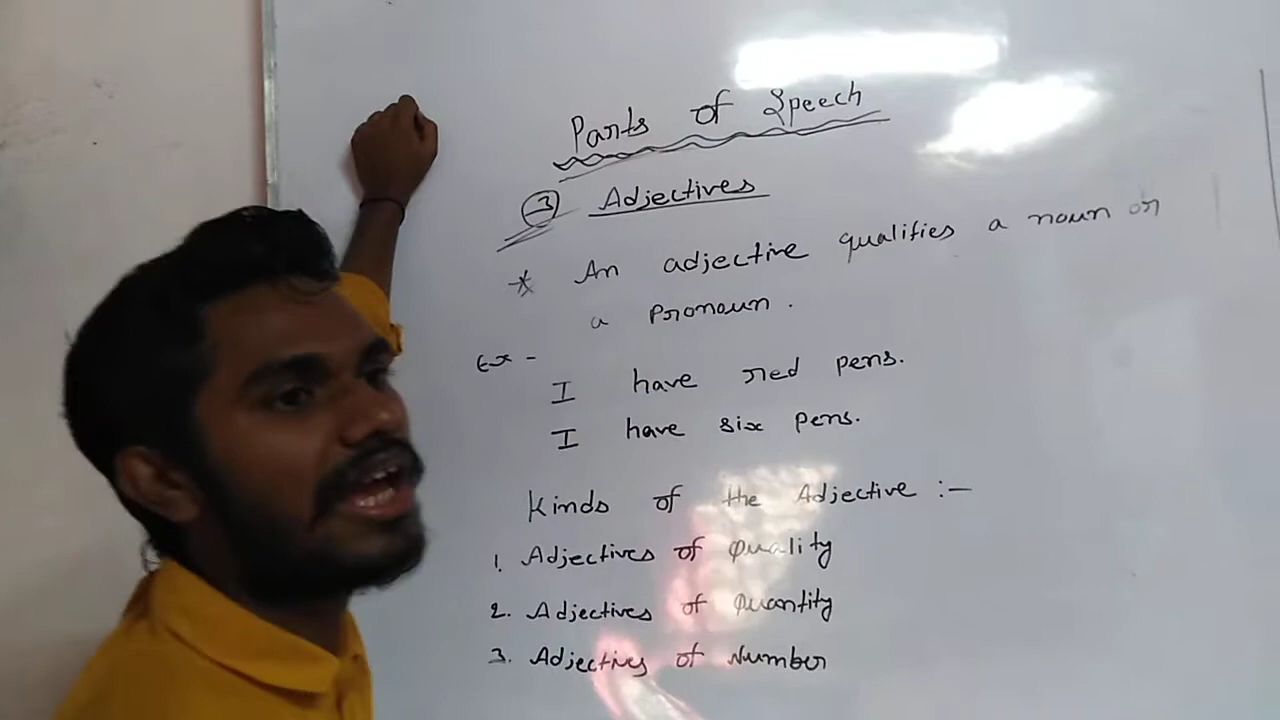 Parts of Speech
3 Adjectives
* An adjective qualifies a noun or
a pronoun.
Ex -
I have red pens.
I have six pens.
Kinds of the Adjective :-
1. Adjectives of Quality
2. Adjectives of Quantity
3. Adjectives of Number